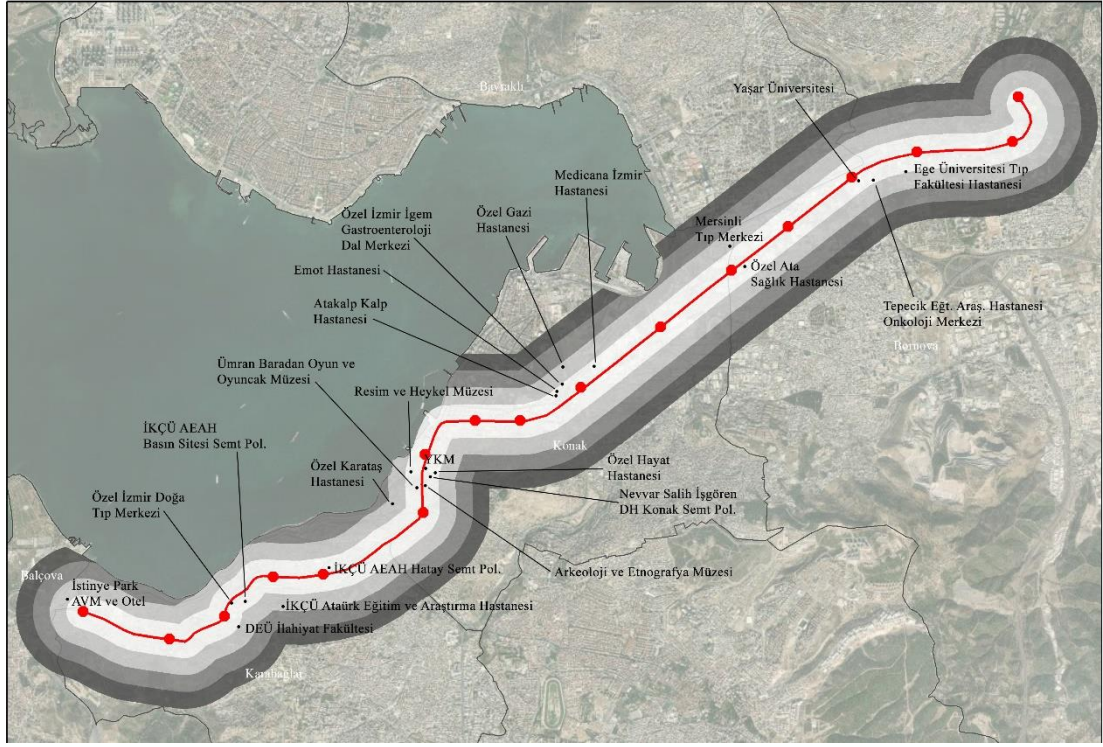 Bayraklı
Yaşar Üniversitesi
Ege Üniversitesi Tıp
Fakültesi Hastanesi
Medicana İzmir
Hastanesi
Özel Gazi
Hastanesi
Özel İzmir İgem
Gastroenteroloji
Dal Merkezi
Mersinli
Tıp Merkezi
Emot Hastanesi
Özel Ata
Sağlık Hastanesi
Atakalp Kalp
Hastanesi
Tepecik Eğt. Araş. Hastanesi
Onkoloji Merkezi
Bornova
Ümran Baradan Oyun ve
Oyuncak Müzesi
Resim ve Heykel Müzesi
İKÇÜ AEAH
Basın Sitesi Semt Pol.
Konak
YKM
Özel Karataş
Hastanesi
Özel Hayat
Hastanesi
Özel İzmir Doğa
Tıp Merkezi
Nevvar Salih İşgören
DH Konak Semt Pol.
Balçova
İKÇÜ AEAH Hatay Semt Pol.
Arkeoloji ve Etnografya Müzesi
İstinye Park
AVM ve Otel
İKÇÜ Ataürk Eğitim ve Araştırma Hastanesi
DEÜ İlahiyat Fakültesi
Karabağlar